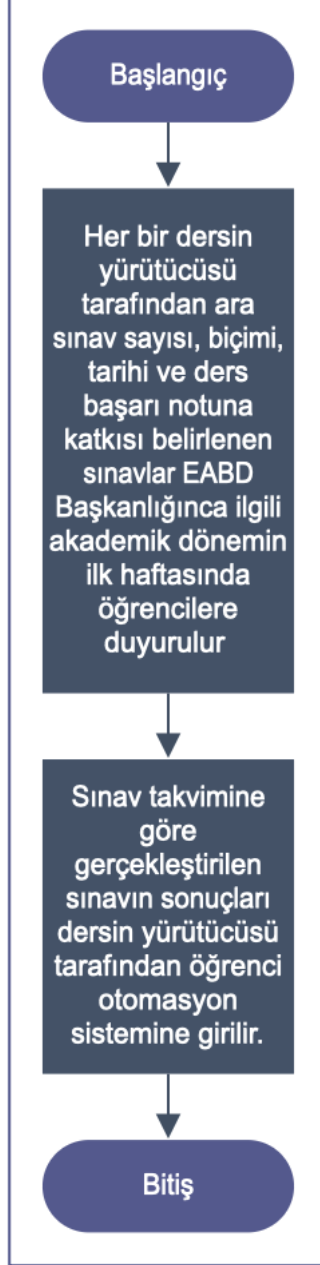 Başlangıç
Her bir dersin
yürütücüsü
tarafından ara
sınav sayısı, biçimi,
tarihi ve ders
başarı notuna
katkısı belirlenen
sınavlar EABD
Başkanlığınca ilgili
akademik dönemin
ilk haftasında
öğrencilere
duyurulur
Sınav takvimine
göre
gerçekleştirilen
sınavın sonuçları
dersin yürütücüsü
tarafından öğrenci
otomasyon
sistemine girilir.
Bitiş